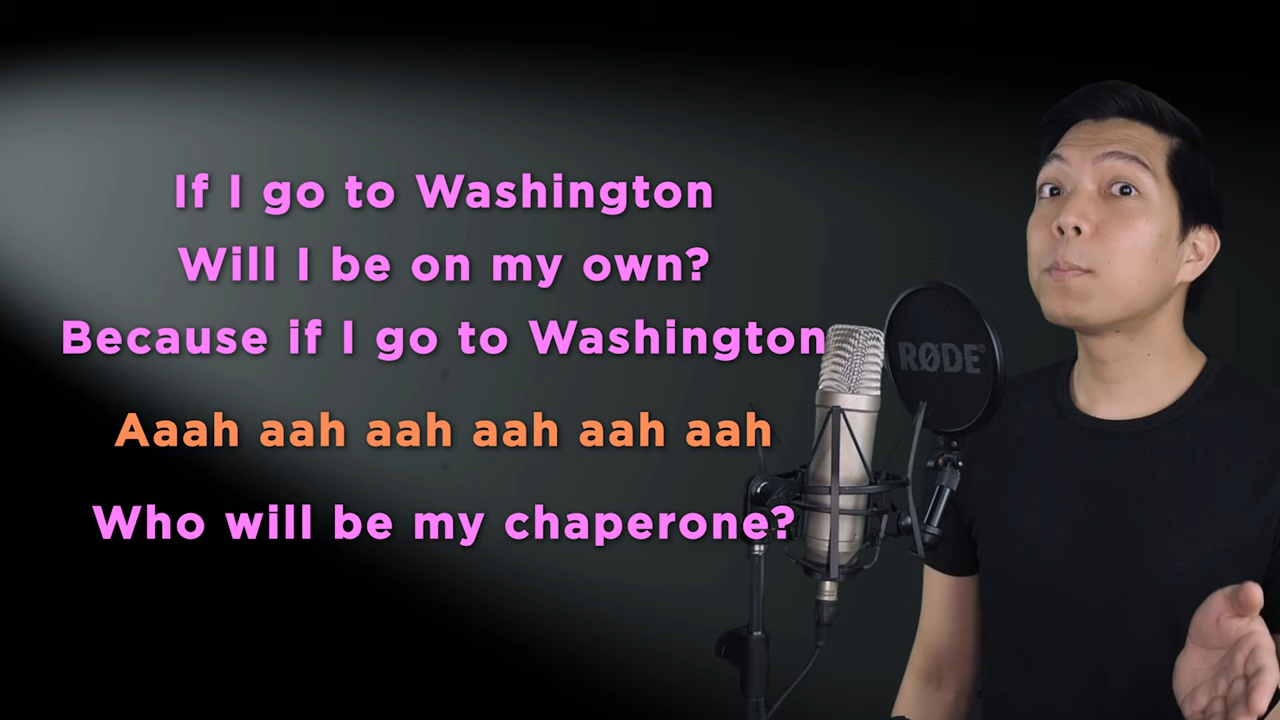 If I go to Washington
Will I be on my own?
Because if I go to Washington
Aaah aah aah aah aah aah
Who will be my chaperone?
RØDE®